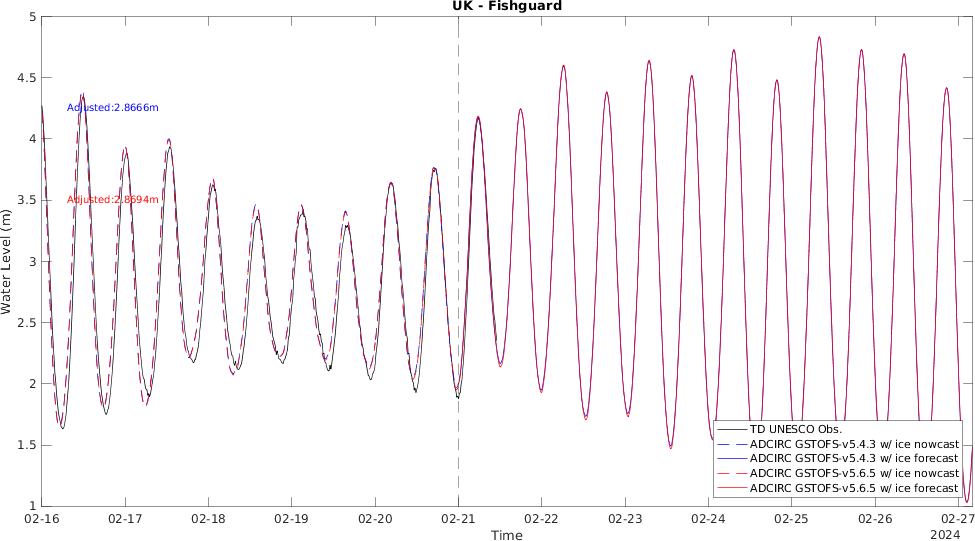 UK - Fishguard
5
4.5
4
3.5
3
2.5
2
1.5
1
Water Level (m)
Adjusted:2.8666m
Adjusted:2.8694m
TD UNESCO Obs.
ADCIRC GSTOFS-v5.4.3 w/ ice nowcast
ADCIRC GSTOFS-v5.4.3 w/ ice forecast
ADCIRC GSTOFS-v5.6.5 w/ ice nowcast
ADCIRC GSTOFS-v5.6.5 w/ ice forecast
02-16 02-17 02-18 02-19 02-20 02-21 02-22 02-23 02-24 02-25 02-26 02-27
Time
2024